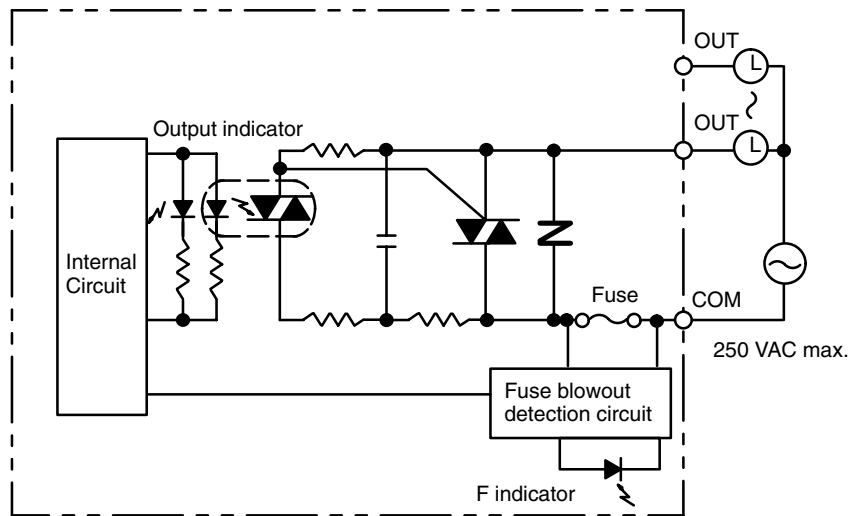 OUT
L
OUT
L
Output indicator
Internal
Circuit
Fuse
COM
250 VAC max.
Fuse blowout
detection circuit
F indicator